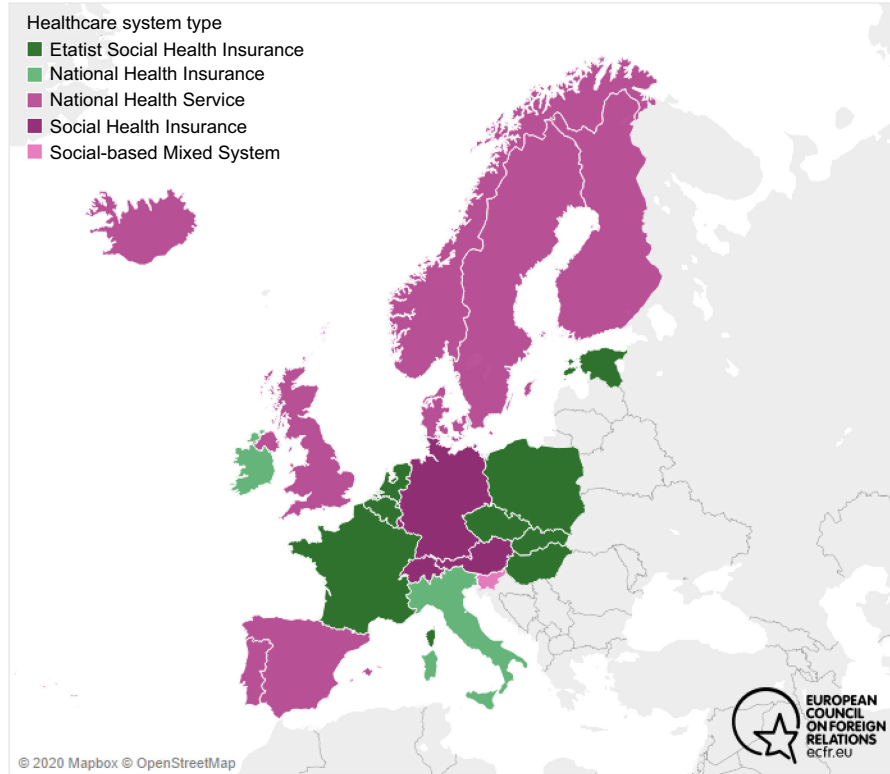 Healthcare system type
Etatist Social Health Insurance
National Health Insurance
National Health Service
Social Health Insurance
Social-based Mixed System
EUROPEAN
COUNCIL
ON FOREIGN
RELATIONS
ecfr.eu
© 2020 Mapbox © OpenStreetMap